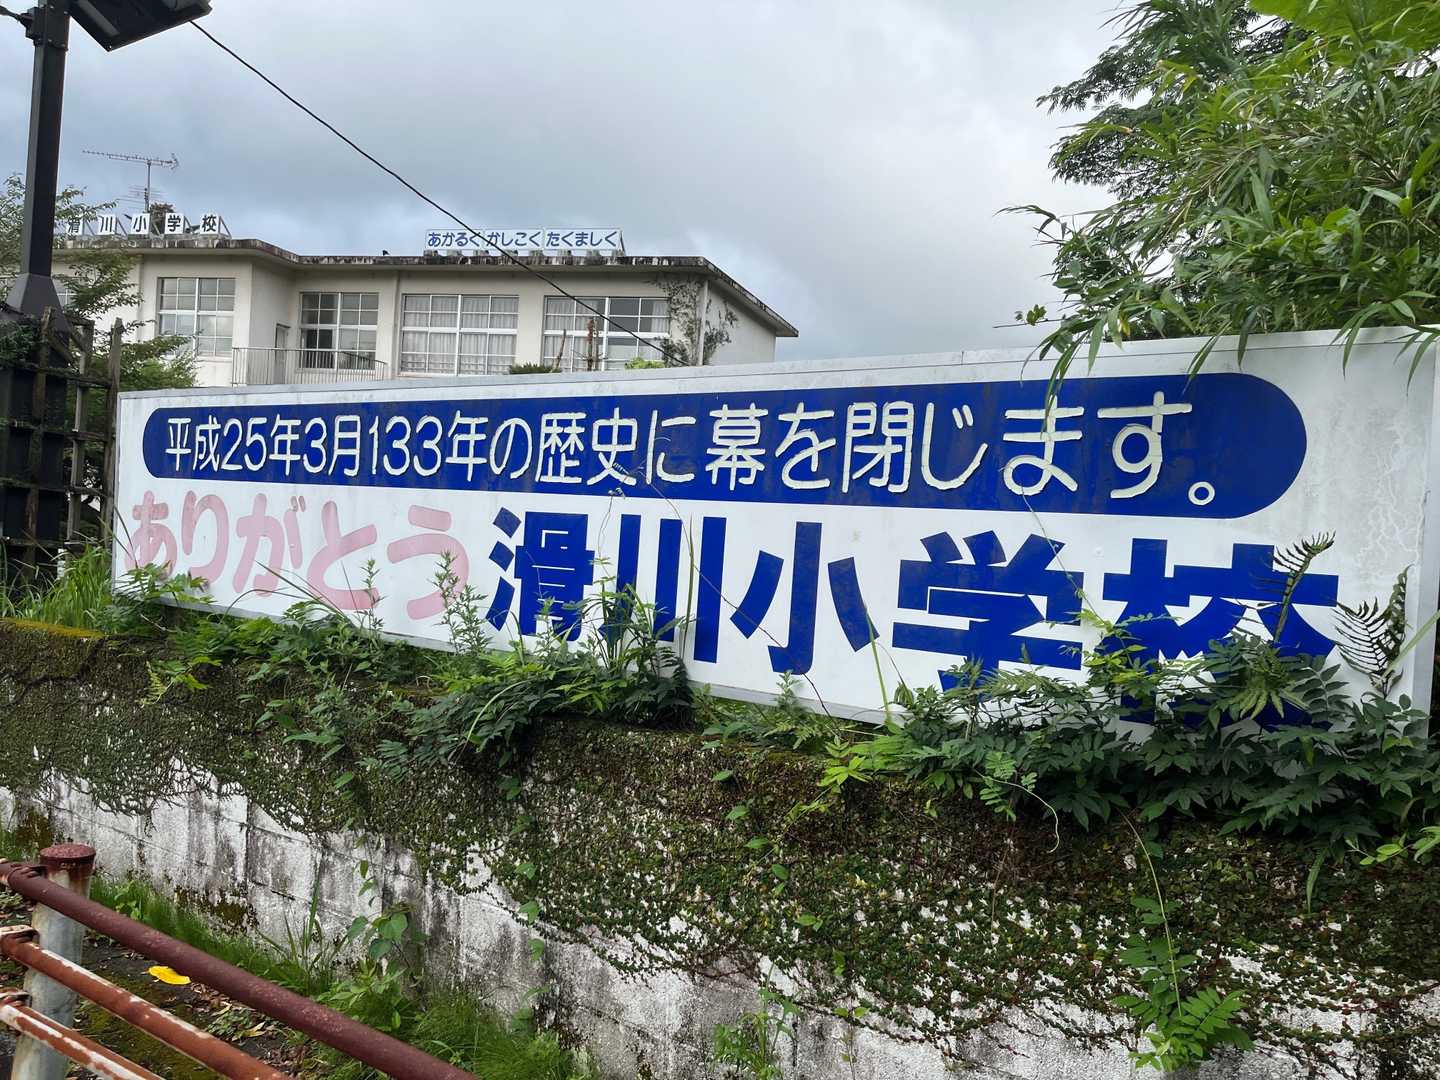 滑川小学校
あかるく かしこく たくましく
平成25年3月133年の歴史に幕を閉じます。
ありがとう 滑川小学校